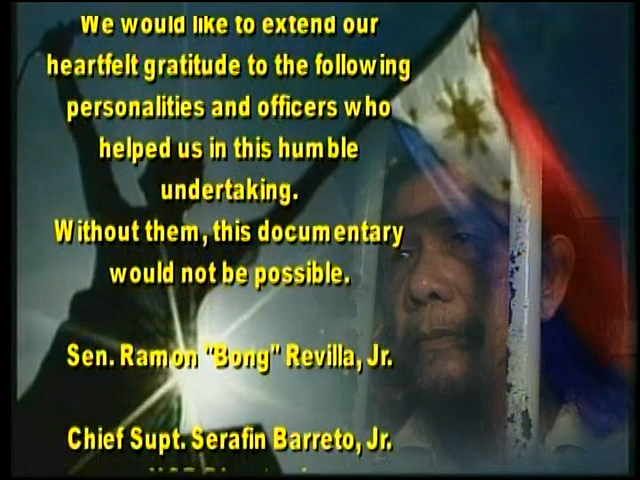 We would like to extend our
heartfelt gratitude to the following
personalities and officers who
helped us in this humble
undertaking.
Without them, this documentary
would not be possible.
Sen. Ramon "Bong" Revilla, Jr.
Chief Supt. Serafin Barreto, Jr.